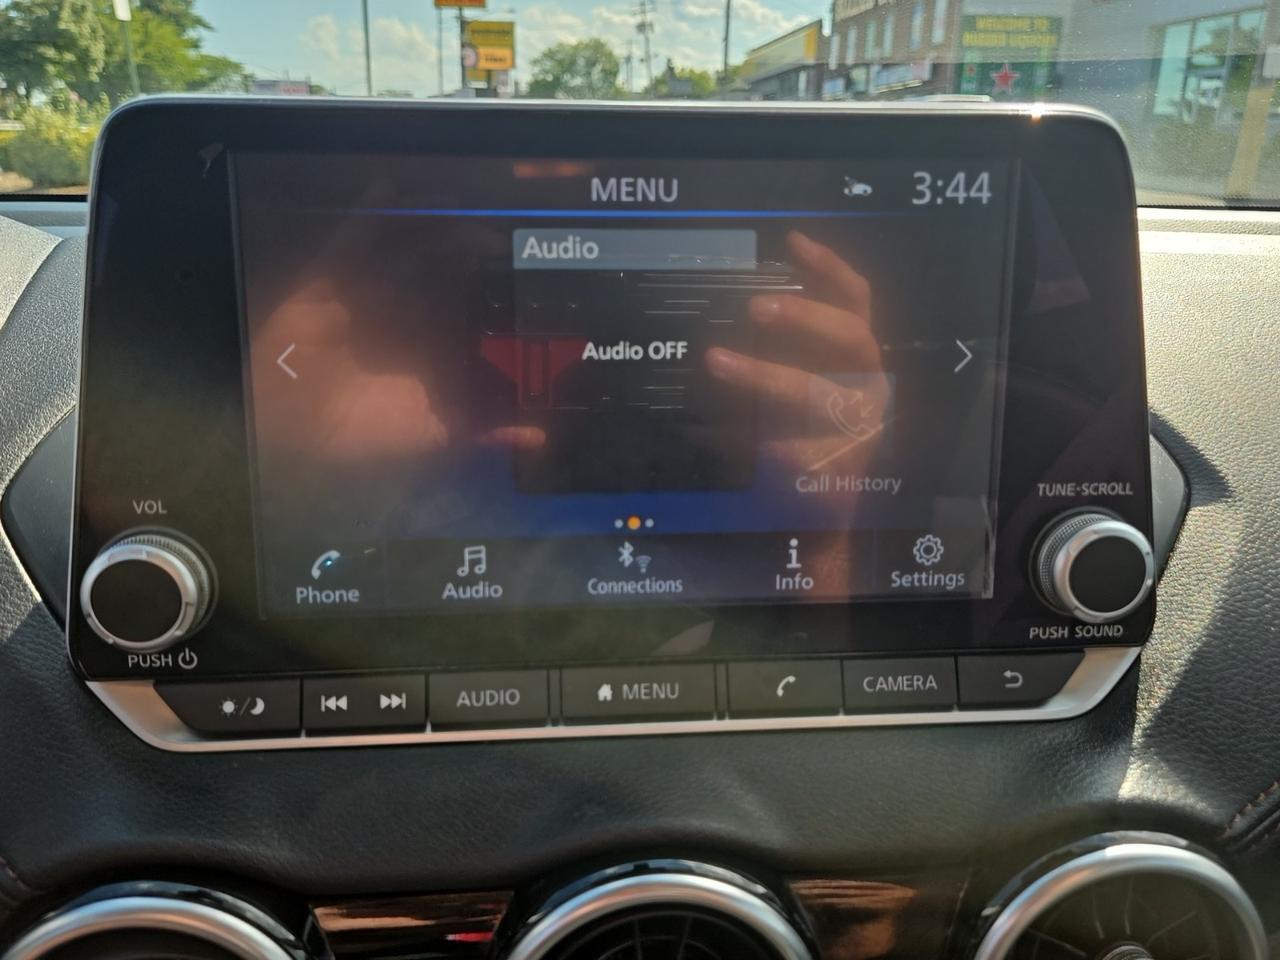 MENU
3:44
Audio
Audio OFF
Call History
Phone
Audio
Connections
Info
Settings
VOL
PUSH
TUNE·SCROLL
PUSH SOUND
AUDIO
MENU
CAMERA